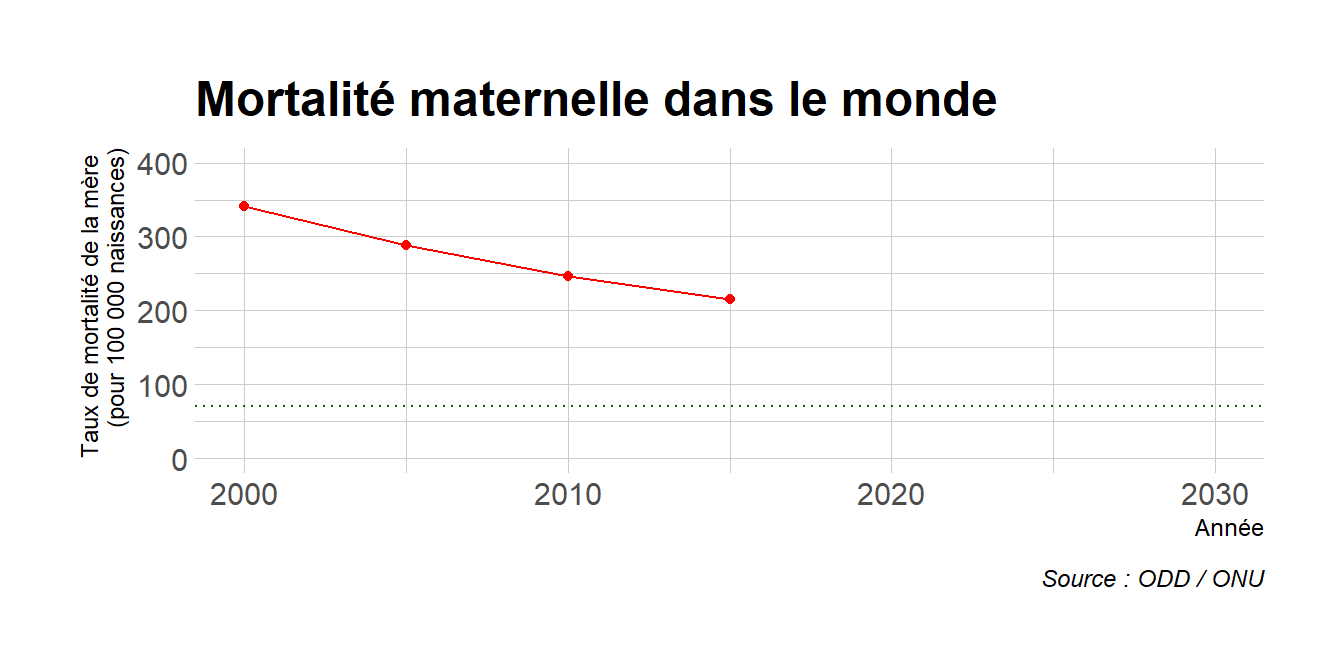 Mortalité maternelle dans le monde
Taux de mortalité de la mère
(pour 100 000 naissances)
400
300
200
100
0
2000
2010
2020
2030
Année
Source : ODD / ONU